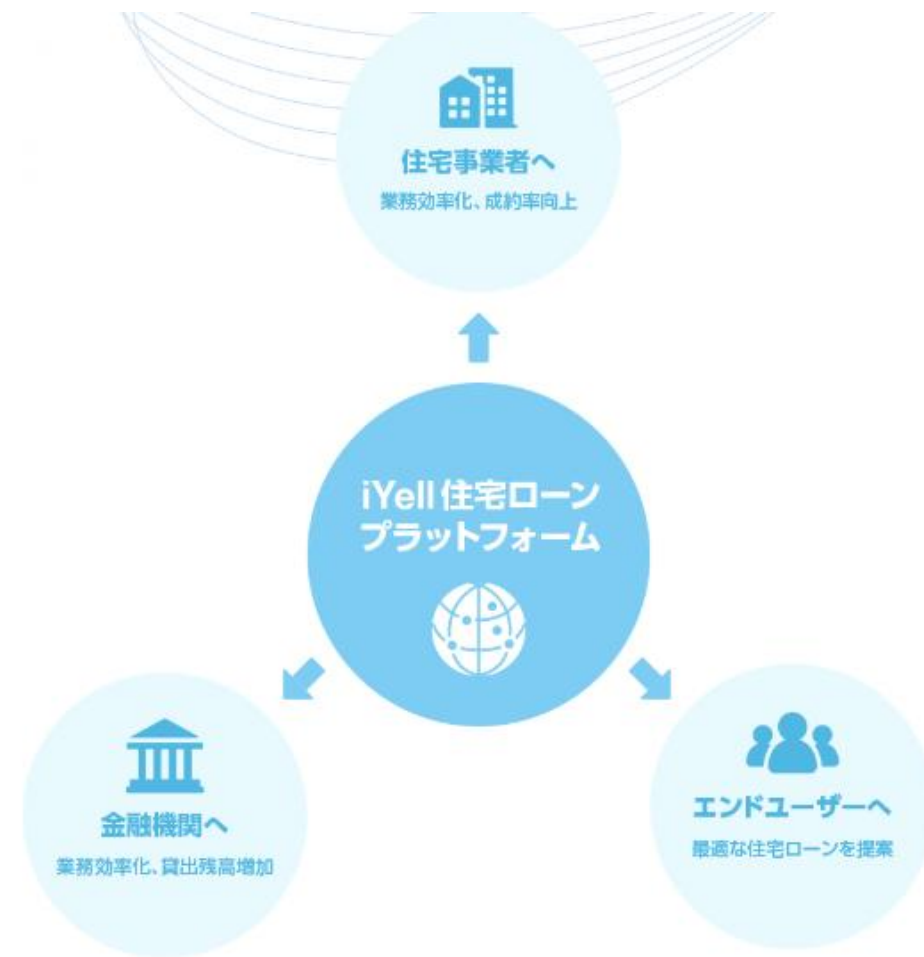 住宅事業者へ
業務効率化、成約率向上
iYell 住宅ローン
プラットフォーム
金融機関へ
業務効率化、貸出残高増加
エンドユーザーへ
最適な住宅ローンを提案